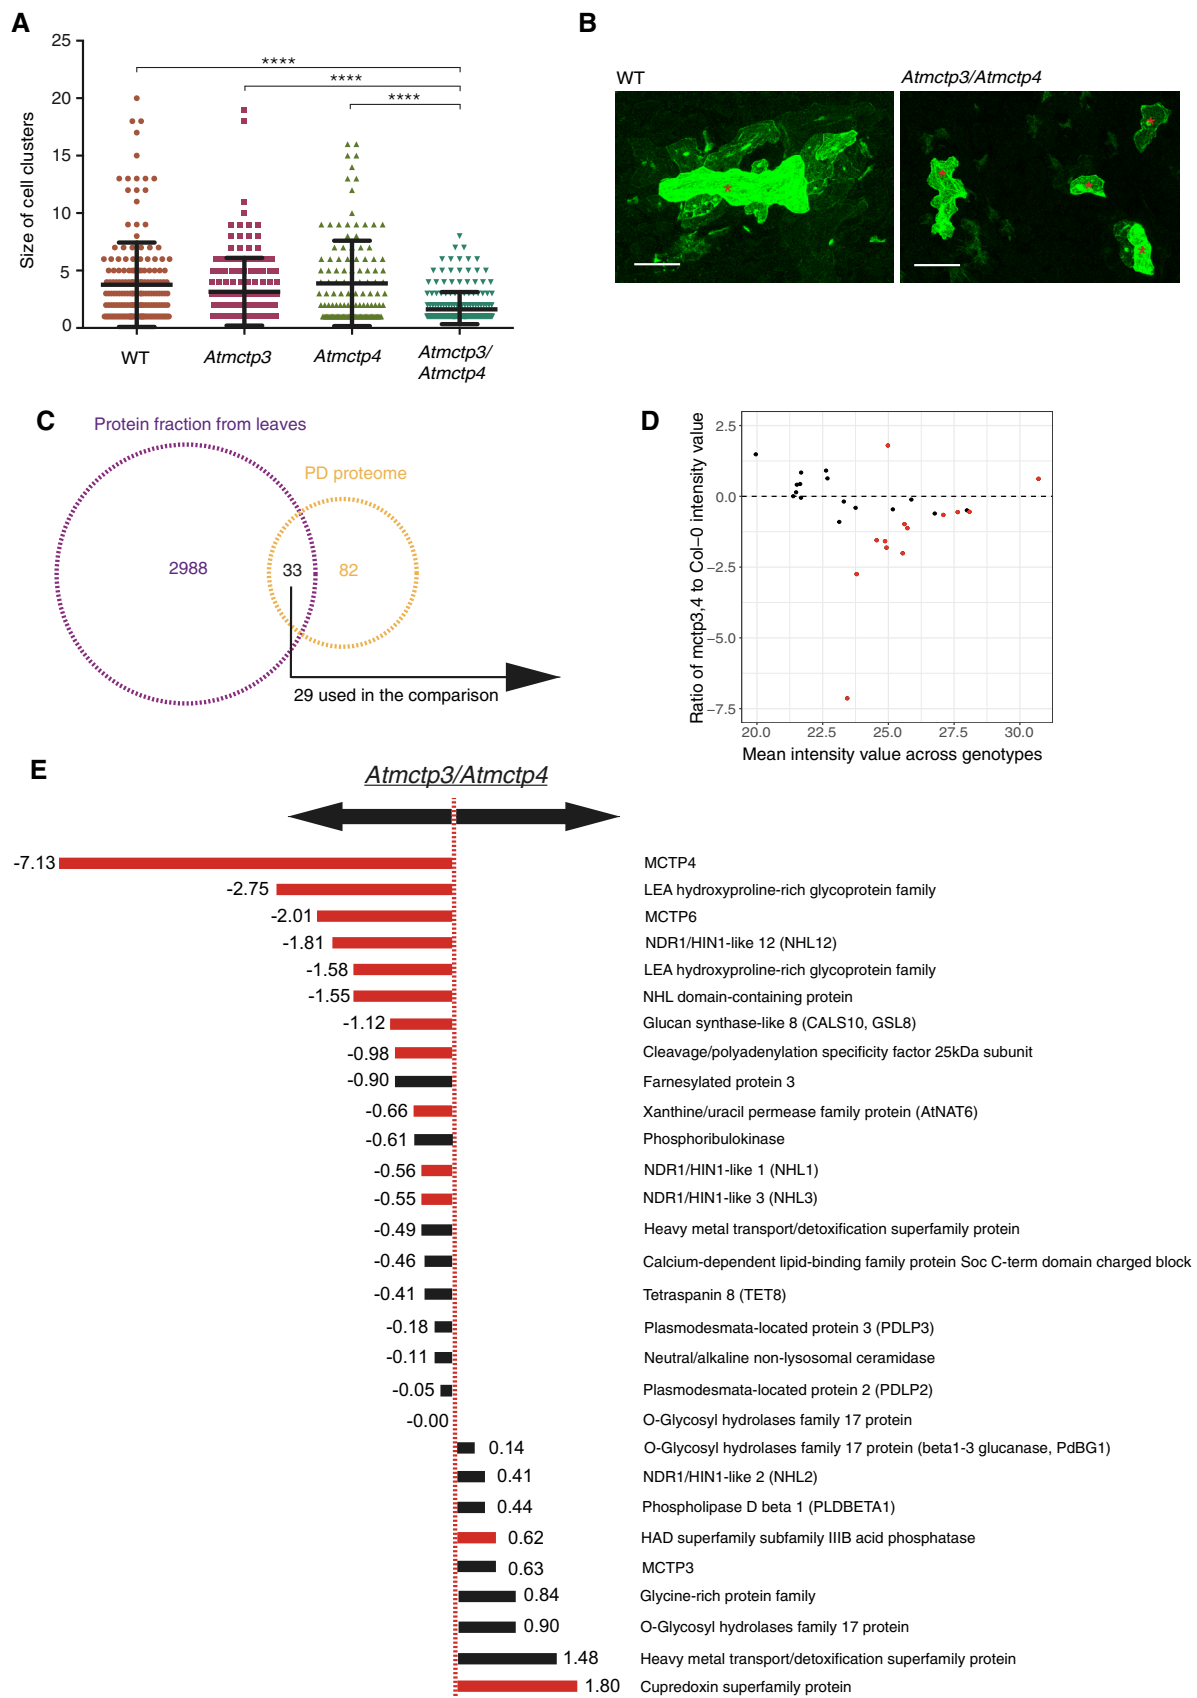 A
25
20
15
10
5
0
Size of cell clusters
****
****
****
WT
Atmctp3
Atmctp4
Atmctp3/
Atmctp4
B
WT
Atmctp3/Atmctp4
*
*
*
*
*
C
Protein fraction from leaves
PD proteome
2988
33
82
29 used in the comparison
D
Ratio of mctp3,4 to Col−0 intensity value
2.5
0.0
−2.5
−5.0
−7.5
20.0
22.5
25.0
27.5
30.0
Mean intensity value across genotypes
E
Atmctp3/Atmctp4
-7.13 MCTP4
-2.75 LEA hydroxyproline-rich glycoprotein family
-2.01 MCTP6
-1.81 NDR1/HIN1-like 12 (NHL12)
-1.58 LEA hydroxyproline-rich glycoprotein family
-1.55 NHL domain-containing protein
-1.12 Glucan synthase-like 8 (CALS10, GSL8)
-0.98 Cleavage/polyadenylation specificity factor 25kDa subunit
-0.90 Farnesylated protein 3
-0.66 Xanthine/uracil permease family protein (AtNAT6)
-0.61 Phosphoribulokinase
-0.56 NDR1/HIN1-like 1 (NHL1)
-0.55 NDR1/HIN1-like 3 (NHL3)
-0.49 Heavy metal transport/detoxification superfamily protein
-0.46 Calcium-dependent lipid-binding family protein Soc C-term domain charged block
-0.41 Tetraspanin 8 (TET8)
-0.18 Plasmodesmata-located protein 3 (PDLP3)
-0.11 Neutral/alkaline non-lysosomal ceramidase
-0.05 Plasmodesmata-located protein 2 (PDLP2)
-0.00 O-Glycosyl hydrolases family 17 protein
0.14 O-Glycosyl hydrolases family 17 protein (beta1-3 glucanase, PdBG1)
0.41 NDR1/HIN1-like 2 (NHL2)
0.44 Phospholipase D beta 1 (PLDBETA1)
0.62 HAD superfamily subfamily IIIB acid phosphatase
0.63 MCTP3
0.84 Glycine-rich protein family
0.90 O-Glycosyl hydrolases family 17 protein
1.48 Heavy metal transport/detoxification superfamily protein
1.80 Cupredoxin superfamily protein